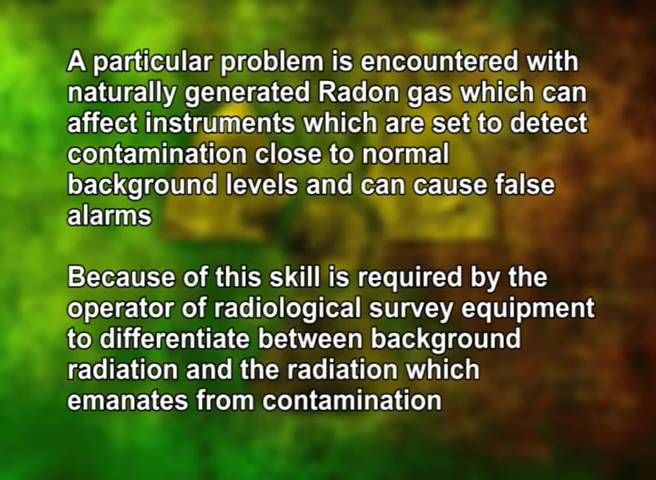 A particular problem is encountered with
naturally generated Radon gas which can
affect instruments which are set to detect
contamination close to normal
background levels and can cause false
alarms
Because of this skill is required by the
operator of radiological survey equipment
to differentiate between background
radiation and the radiation which
emanates from contamination